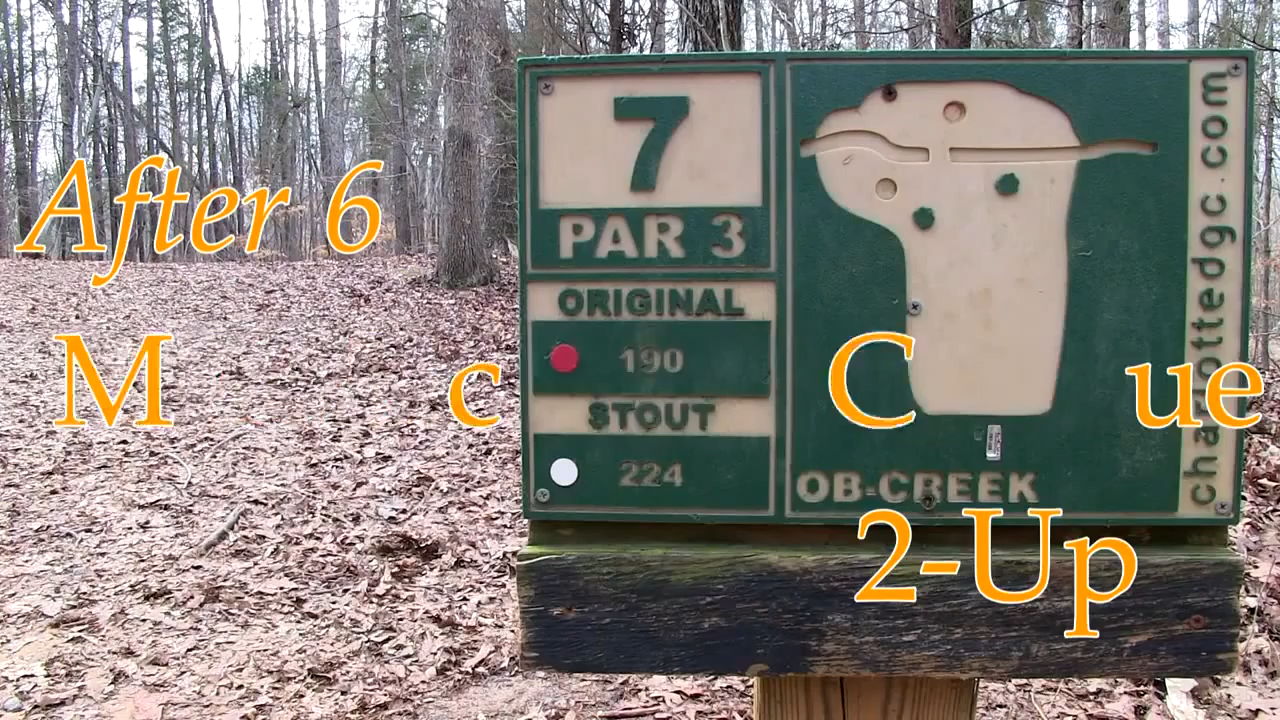 After 6
M c C ue
2-Up
7
PAR 3
ORIGINAL
190
STOUT
224
OB-CREEK
charlottedgc.com